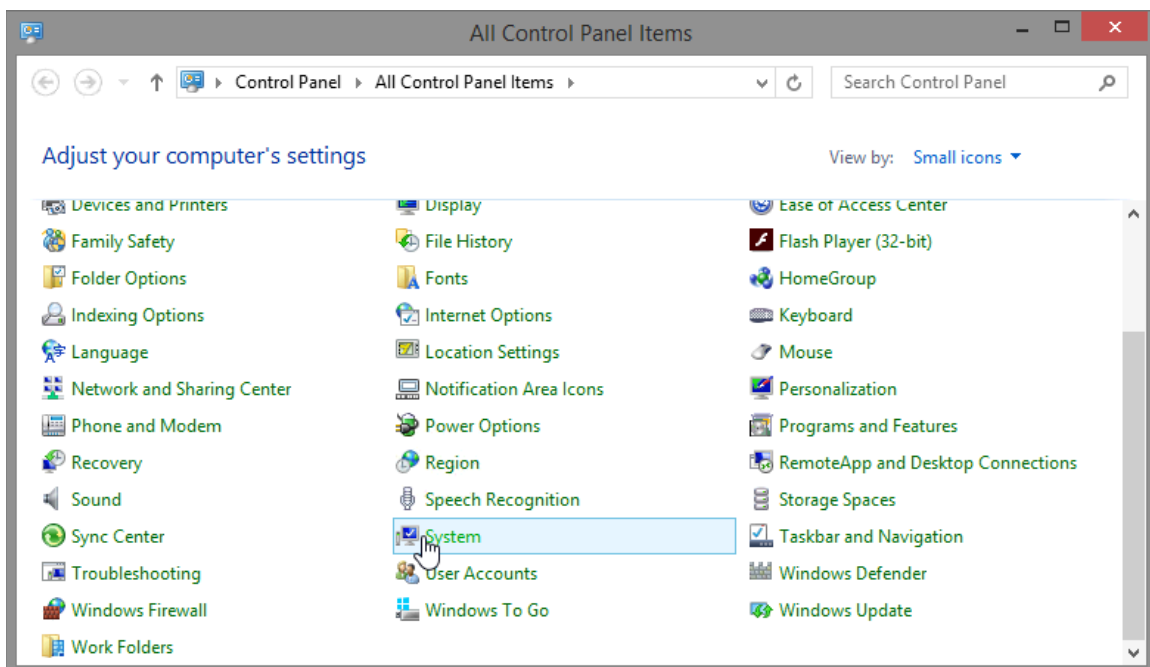 All Control Panel Items
Control Panel All Control Panel Items Search Control Panel
Adjust your computer's settings View by: Small icons
Devices and Printers Display Ease of Access Center
Family Safety File History Flash Player (32-bit)
Folder Options Fonts HomeGroup
Indexing Options Internet Options Keyboard
Language Location Settings Mouse
Network and Sharing Center Notification Area Icons Personalization
Phone and Modem Power Options Programs and Features
Recovery Region RemoteApp and Desktop Connections
Sound Speech Recognition Storage Spaces
Sync Center System Taskbar and Navigation
Troubleshooting User Accounts Windows Defender
Windows Firewall Windows To Go Windows Update
Work Folders